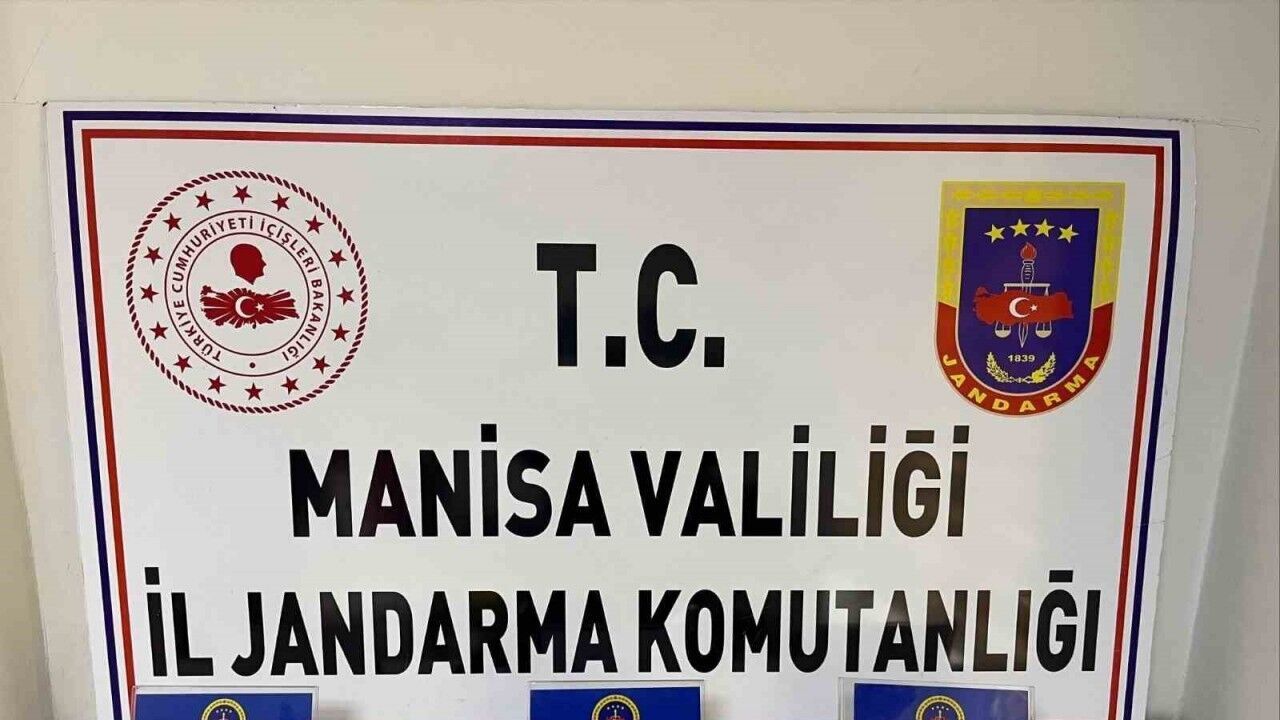 TÜRKİYE CUMHURİYETİ İÇİŞLERİ BAKANLIĞI
T.C.
1839
JANDARMA
MANİSA VALİLİĞİ
İL JANDARMA KOMUTANLIĞI